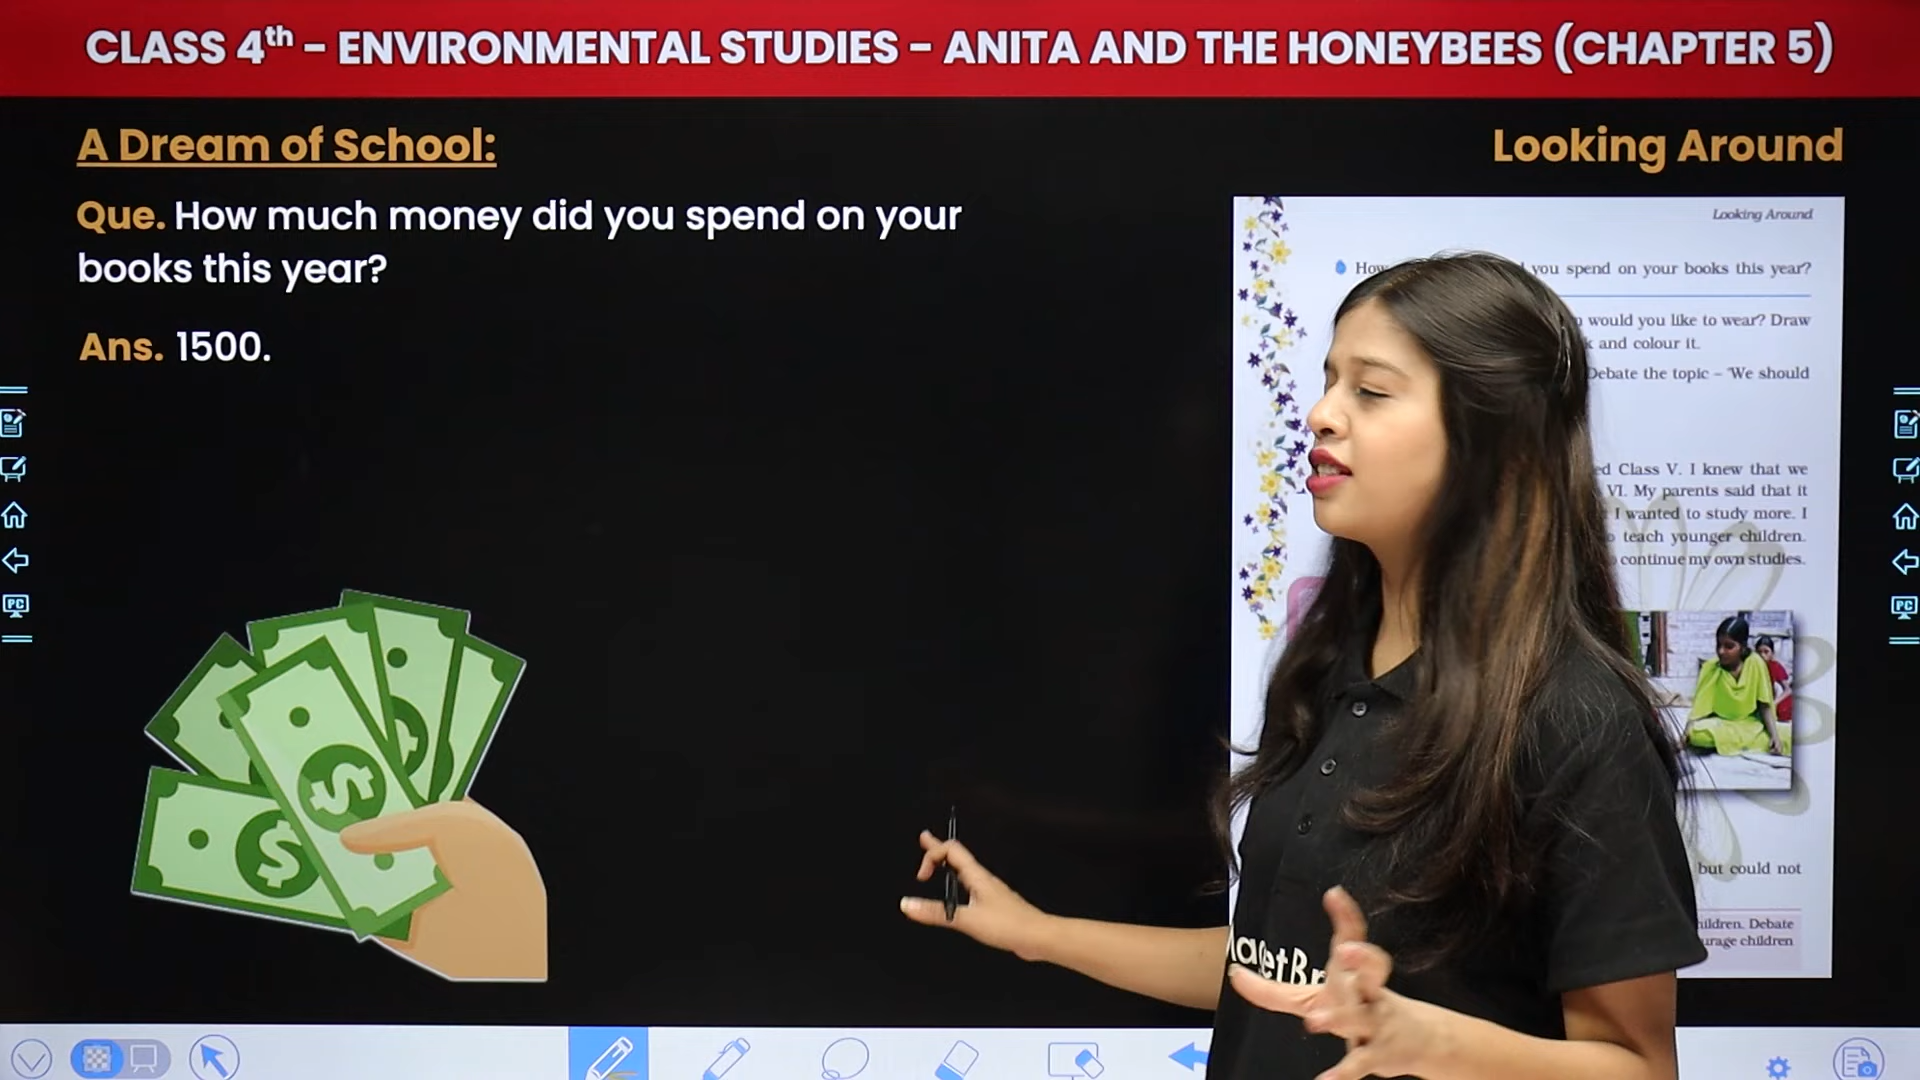 CLASS 4th – ENVIRONMENTAL STUDIES – ANITA AND THE HONEYBEES (CHAPTER 5)
A Dream of School:
Looking Around
Que. How much money did you spend on your
books this year?
Ans. 1500.
Looking Around
How you spend on your books this year?
would you like to wear? Draw
and colour it.
Debate the topic – 'We should
Class V. I knew that we
VI. My parents said that it
I wanted to study more. I
teach younger children.
continue my own studies.
but could not
Debate
children
PC
PC